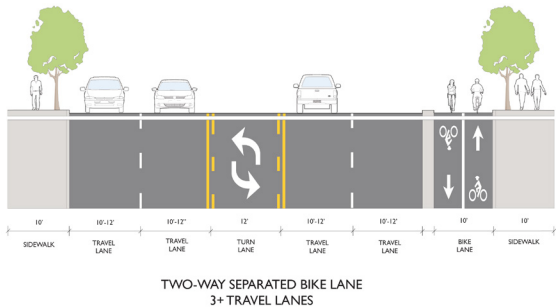 10' 10'-12' 10'-12" 12' 10'-12' 10'-12' 10' 10'
SIDEWALK TRAVEL LANE TRAVEL LANE TURN LANE TRAVEL LANE TRAVEL LANE BIKE LANE SIDEWALK
TWO-WAY SEPARATED BIKE LANE
3+ TRAVEL LANES